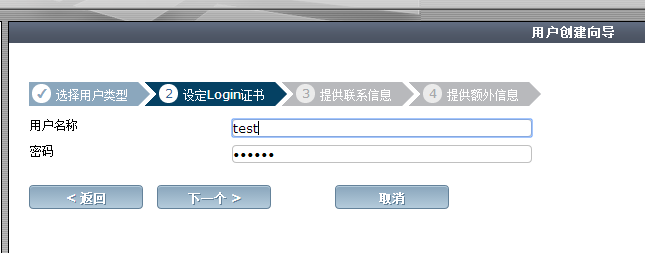 用户创建向导
✓ 选择用户类型 2 设定Login证书 3 提供联系信息 4 提供额外信息
用户名称 test
密码 ••••••
< 返回 下一个 > 取消